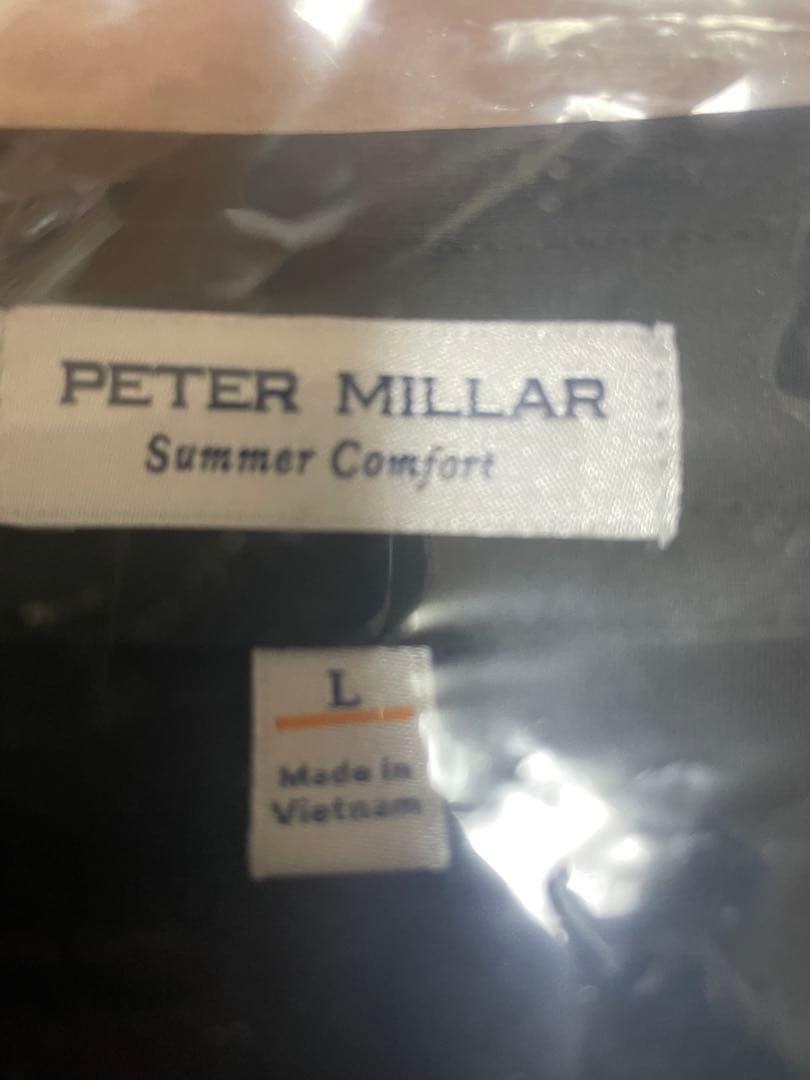 PETER MILLAR
Summer Comfort
L
Made in
Vietnam